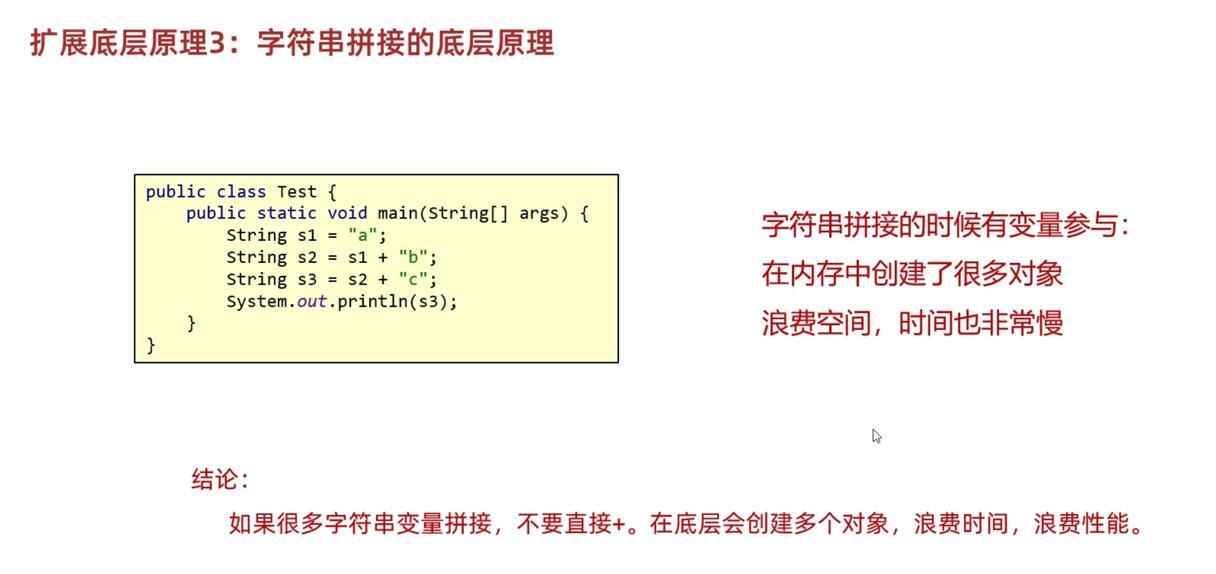 扩展底层原理3：字符串拼接的底层原理
public class Test {
    public static void main(String[] args) {
        String s1 = "a";
        String s2 = s1 + "b";
        String s3 = s2 + "c";
        System.out.println(s3);
    }
}
字符串拼接的时候有变量参与：
在内存中创建了很多对象
浪费空间，时间也非常慢
结论：
如果很多字符串变量拼接，不要直接+。在底层会创建多个对象，浪费时间，浪费性能。